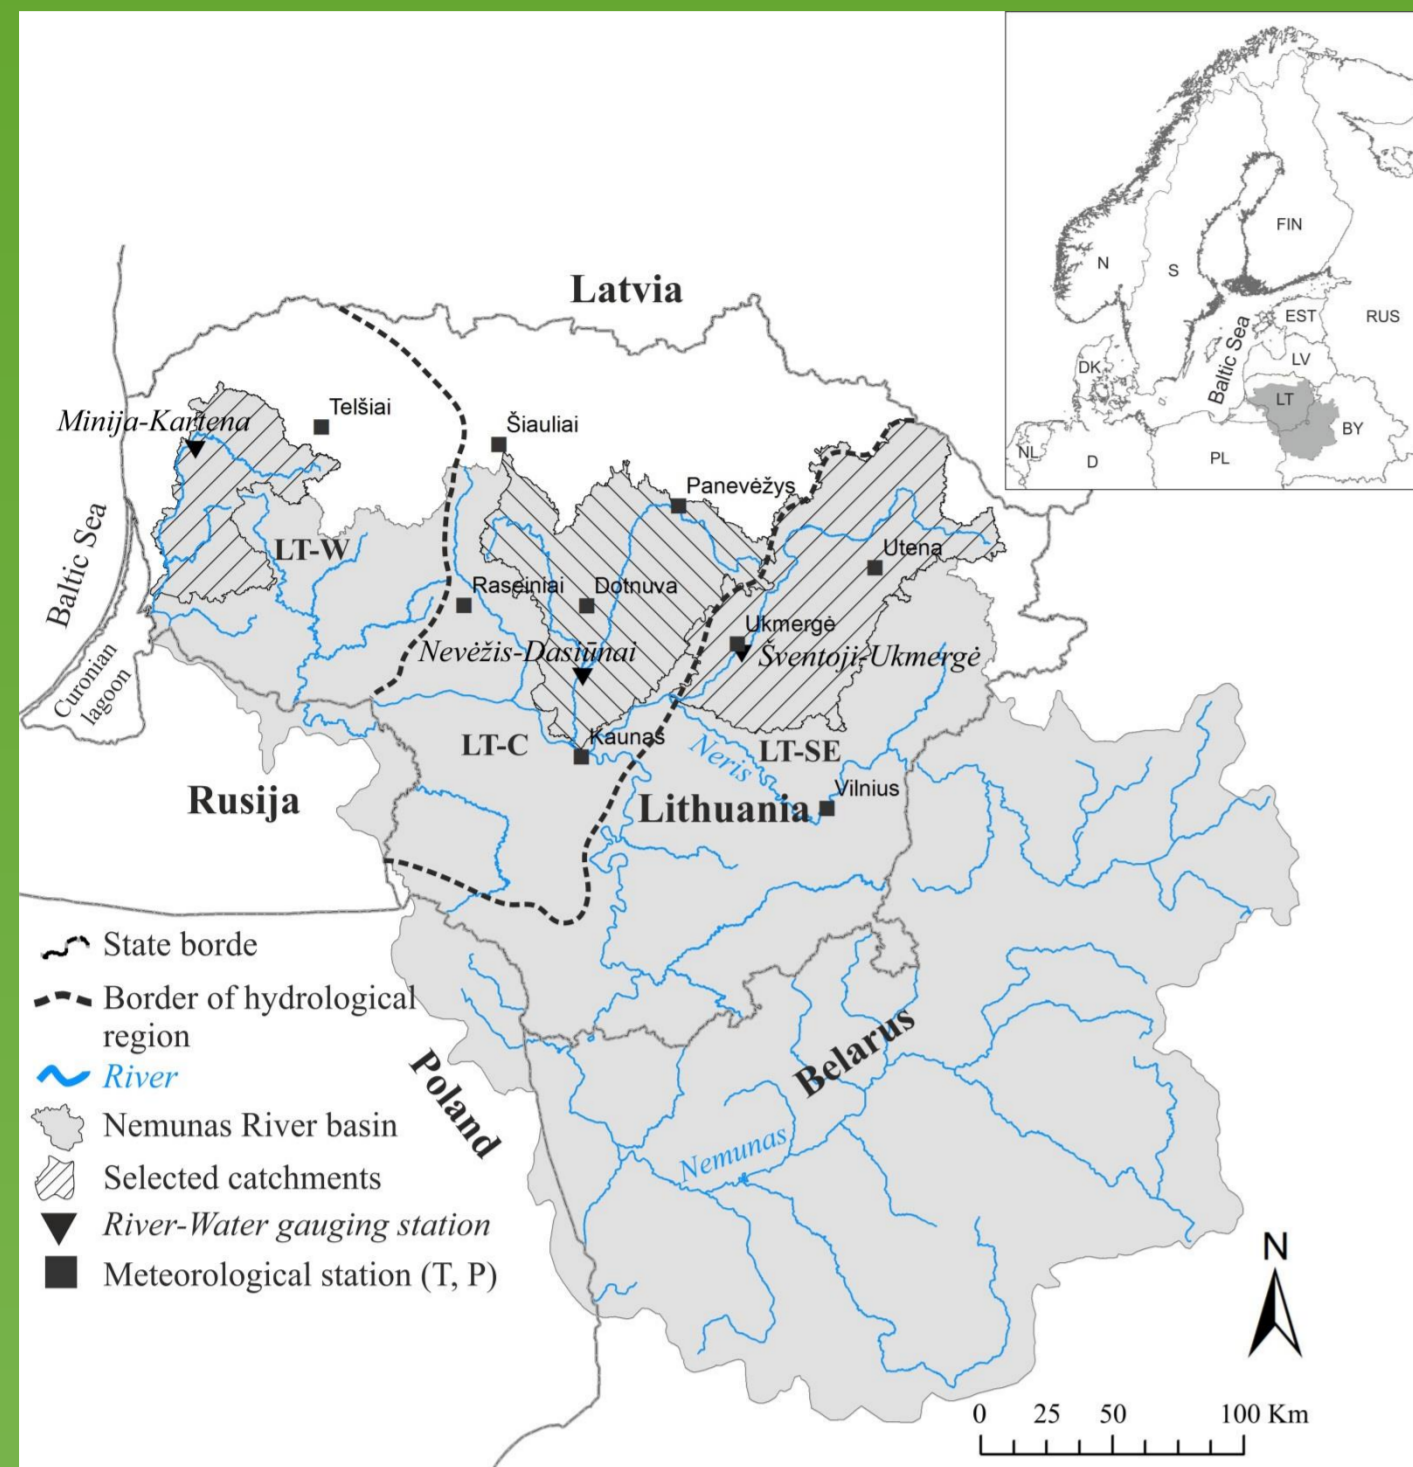 N
S
FIN
RUS
EST
Baltic Sea
LV
DK
LT
BY
NL
D
PL
Latvia
Telšiai
Minija-Kartena
Šiauliai
Panevėžys
Baltic Sea
LT-W
Utena
Raseiniai
Dotnuva
Ukmergė
Nevėžis-Dasiūnai
Šventoji-Ukmergė
Curonian
lagoon
LT-C
Kaunas
Neris
LT-SE
Rusija
Lithuania
Vilnius
State borde
Border of hydrological
region
River
Nemunas River basin
Selected catchments
River-Water gauging station
Meteorological station (T, P)
Poland
Belarus
Nemunas
N
0 25 50 100 Km